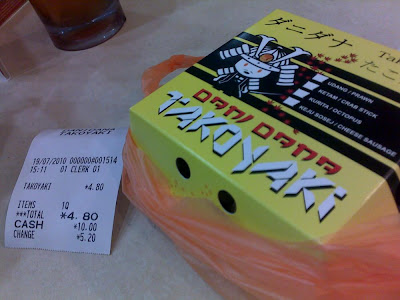 ダニダナ
たこ
UDANG / PRAWN
KETAM / CRAB STICK
KURITA / OCTOPUS
KEJU SOSEJ / CHEESE SAUSAGE
DANI DANA
TAKOYAKi
19/07/2010 000000#001514
15:11 01 CLERK 01
TAKOYAKI *4.80
ITEMS 1Q
***TOTAL *4.80
CASH *10.00
CHANGE *5.20